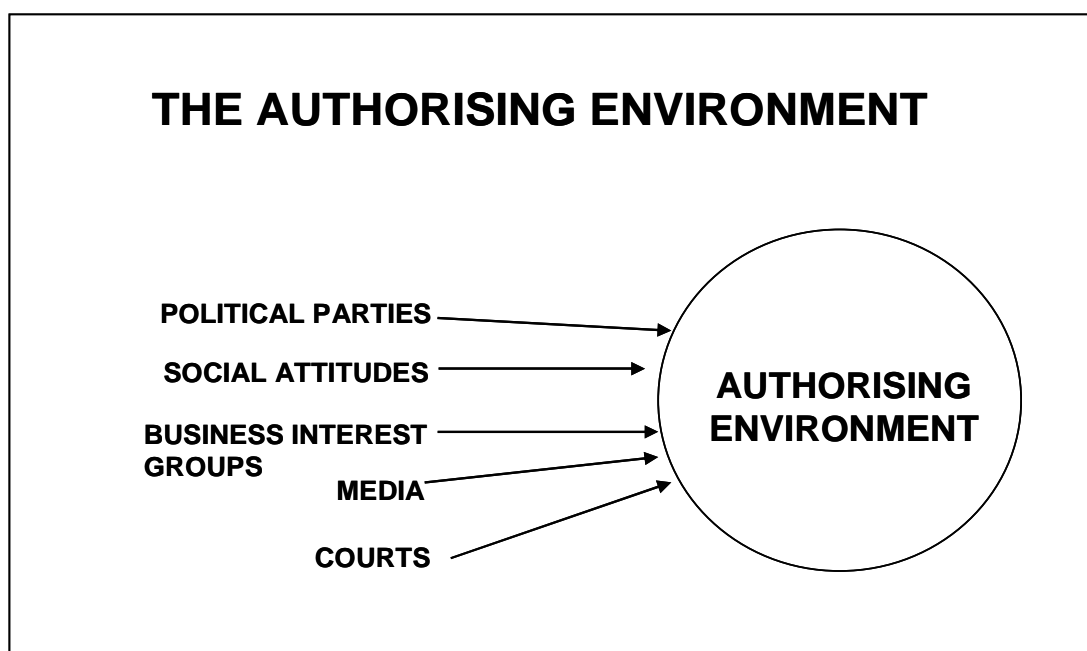 THE AUTHORISING ENVIRONMENT
POLITICAL PARTIES
SOCIAL ATTITUDES
BUSINESS INTEREST
GROUPS
MEDIA
COURTS
AUTHORISING
ENVIRONMENT